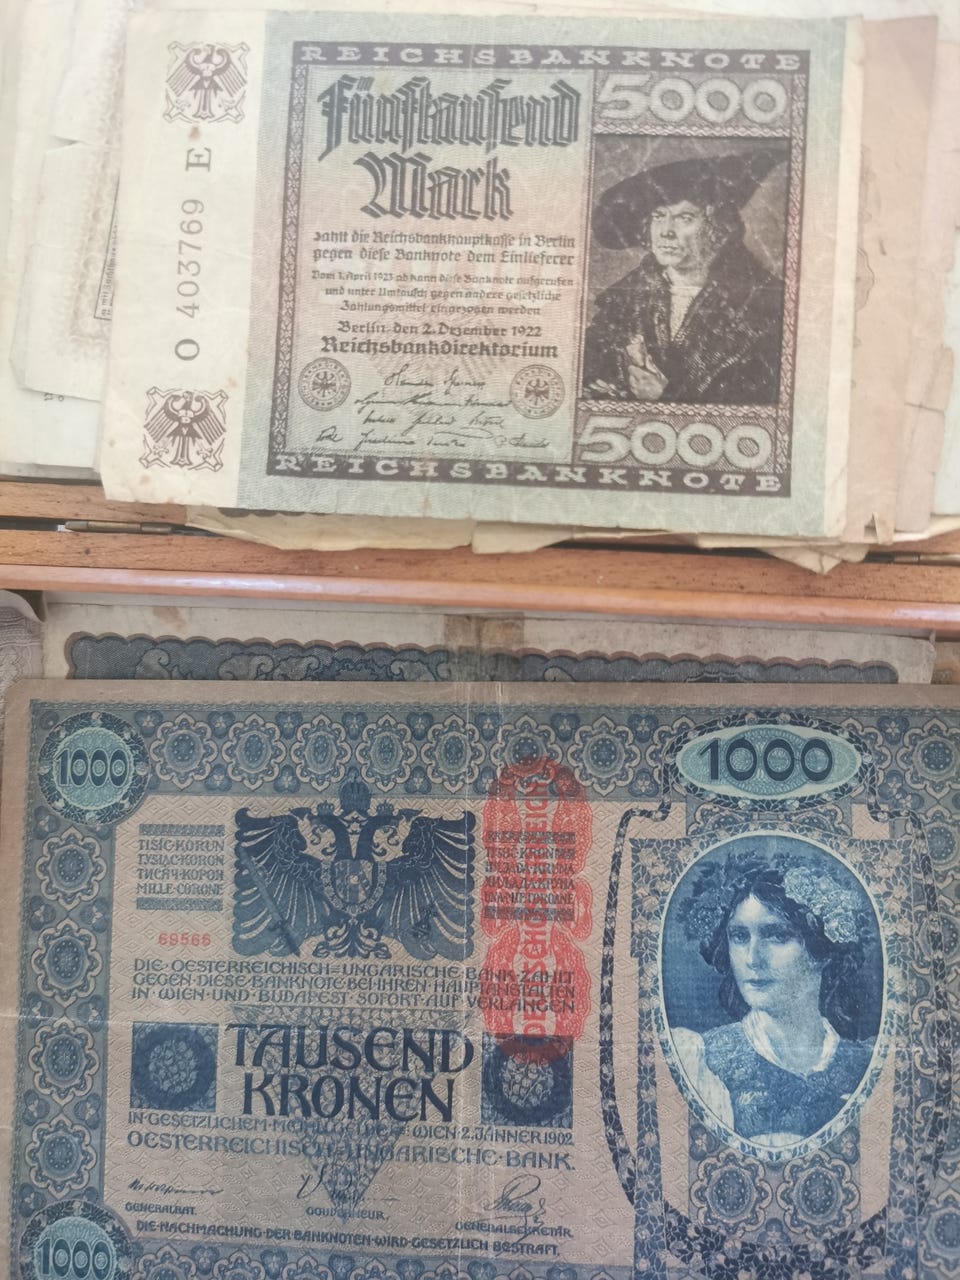 REICHSBANKNOTE
Fünftausend
Mark
5000
zahlt die Reichsbankhauptkasse in Berlin
gegen diese Banknote dem Einlieferer
Vom 1. April 1923 ab kann diese Banknote aufgerufen
und unter Umtausch gegen andere gesetzliche
Zahlungsmittel eingezogen werden
Berlin, den 2. Dezember 1922
Reichsbankdirektorium
5000
REICHSBANKNOTE
O 403769 E
1000
1000
TISÍC·KORUN
TYSIĄC·KORON
ТИСЯЧ·КОРОН
MILLE·CORONE
69566
DIE·OESTERREICHISCH=UNGARISCHE·BANK·ZAHLT
GEGEN·DIESE·BANKNOTE·BEI·IHREN·HAUPTANSTALTEN
IN·WIEN·UND·BUDAPEST·SOFORT·AUF·VERLANGEN
TAUSEND
KRONEN
IN·GESETZLICHEM WIEN·2.JÄNNER 1902
OESTERREICHISCH=UNGARISCHE·BANK.
GENERALRAT. GOUVERNEUR, GENERALSEKRETÄR.
DIE·NACHMACHUNG·DER·BANKNOTEN·WIRD·GESETZLICH·BESTRAFT.
1000